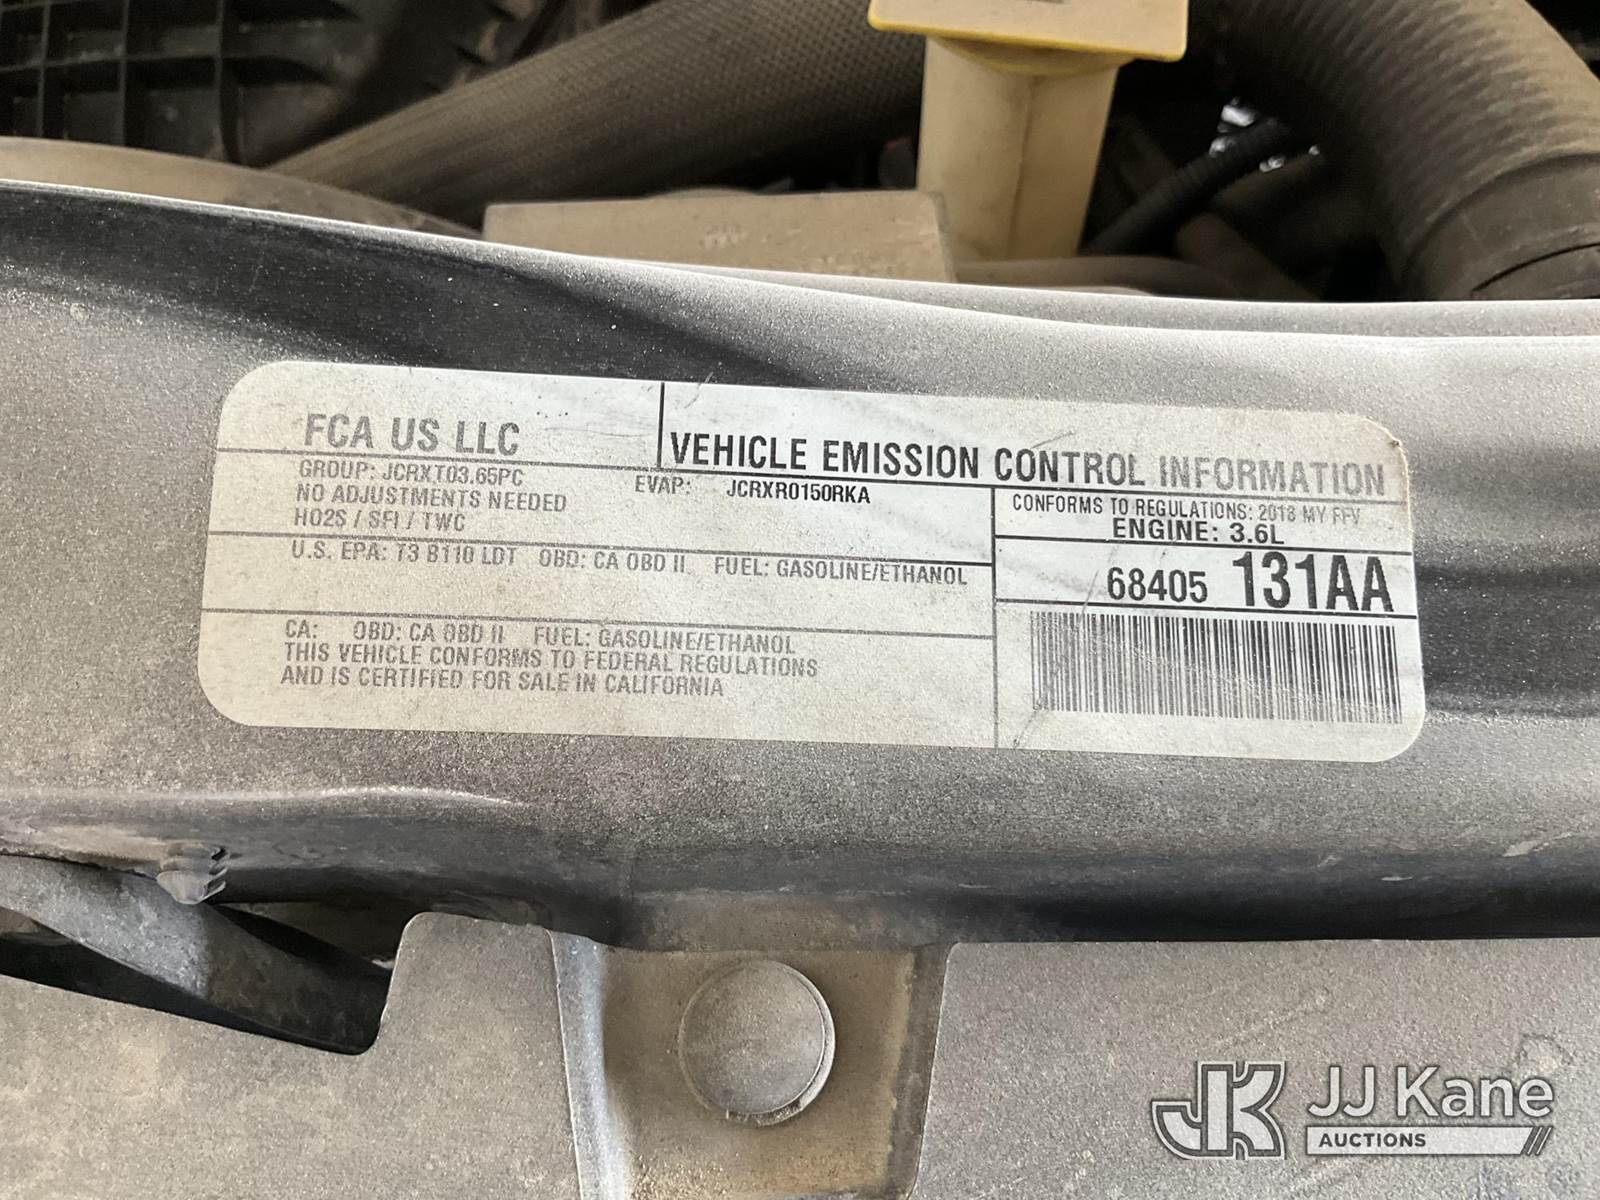 FCA US LLC
VEHICLE EMISSION CONTROL INFORMATION
GROUP: JCRXT03.65PC
EVAP: JCRXR0150RKA
NO ADJUSTMENTS NEEDED
HO2S / SFI / TWC
CONFORMS TO REGULATIONS: 2018 MY FFV
ENGINE: 3.6L
U.S. EPA: T3 B110 LDT OBD: CA OBD II FUEL: GASOLINE/ETHANOL
68405 131AA
CA: OBD: CA OBD II FUEL: GASOLINE/ETHANOL
THIS VEHICLE CONFORMS TO FEDERAL REGULATIONS
AND IS CERTIFIED FOR SALE IN CALIFORNIA
JK JJ Kane
AUCTIONS